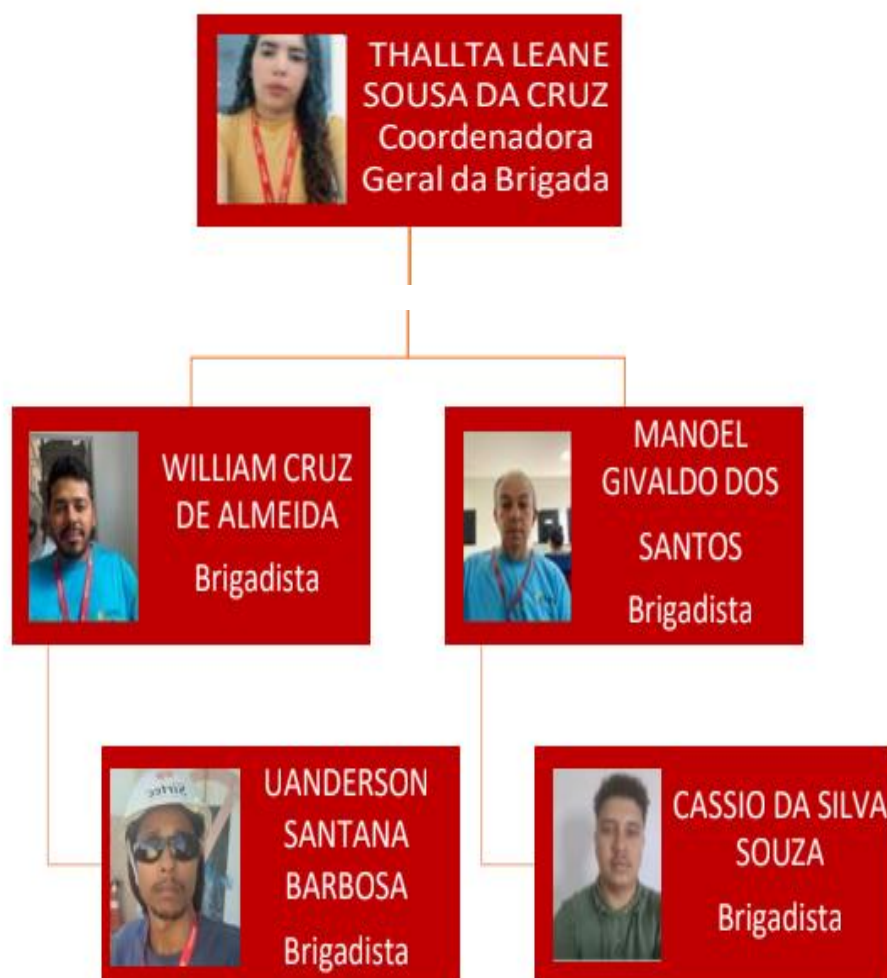 THALLTA LEANE
SOUSA DA CRUZ
Coordenadora
Geral da Brigada
WILLIAM CRUZ
DE ALMEIDA
Brigadista
MANOEL
GIVALDO DOS
SANTOS
Brigadista
Sirtec
UANDERSON
SANTANA
BARBOSA
Brigadista
CASSIO DA SILVA
SOUZA
Brigadista